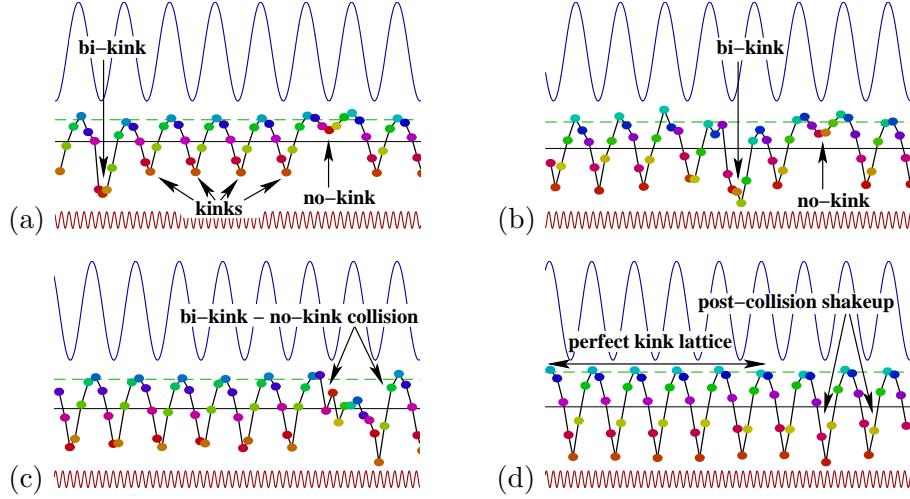 bi−kink
kinks
no−kink
(a)
bi−kink
no−kink
(b)
bi−kink − no−kink collision
(c)
post−collision shakeup
perfect kink lattice
(d)